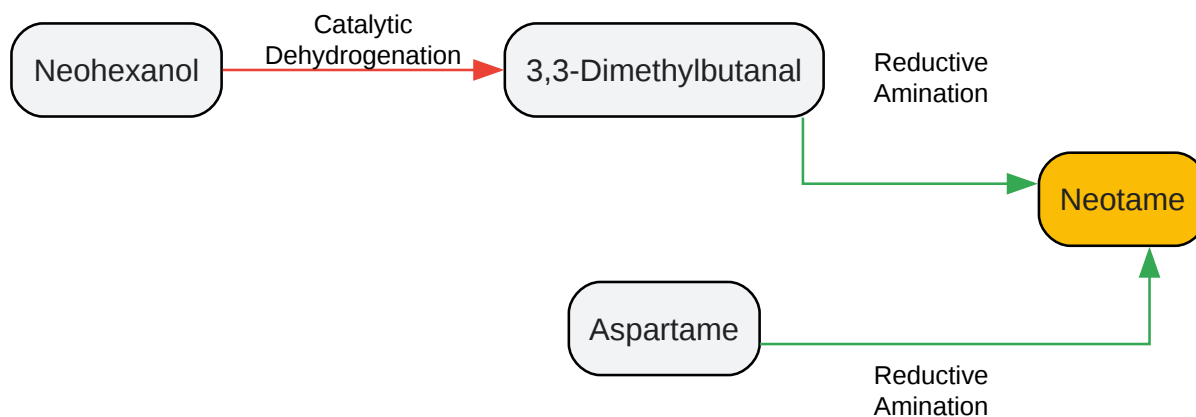 Neohexanol
Catalytic
Dehydrogenation
3,3-Dimethylbutanal
Reductive
Amination
Neotame
Aspartame
Reductive
Amination